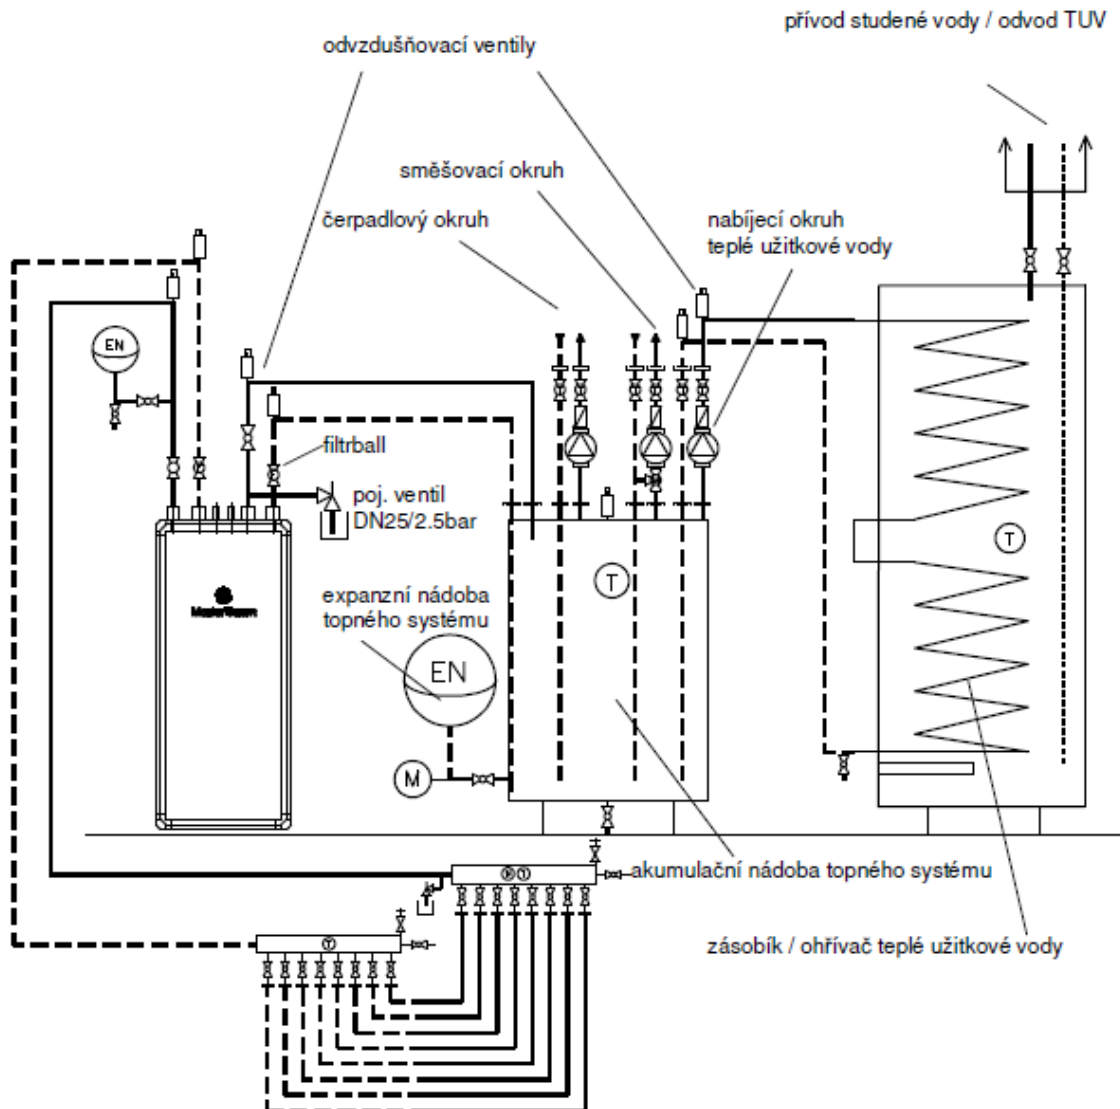 přívod studené vody / odvod TUV
odvzdušňovací ventily
směšovací okruh
čerpadlový okruh
nabíjecí okruh
teplé užitkové vody
EN
filtrball
poj. ventil
DN25/2.5bar
T
T
expanzní nádoba
topného systému
EN
M
akumulační nádoba topného systému
zásobík / ohřívač teplé užitkové vody
T